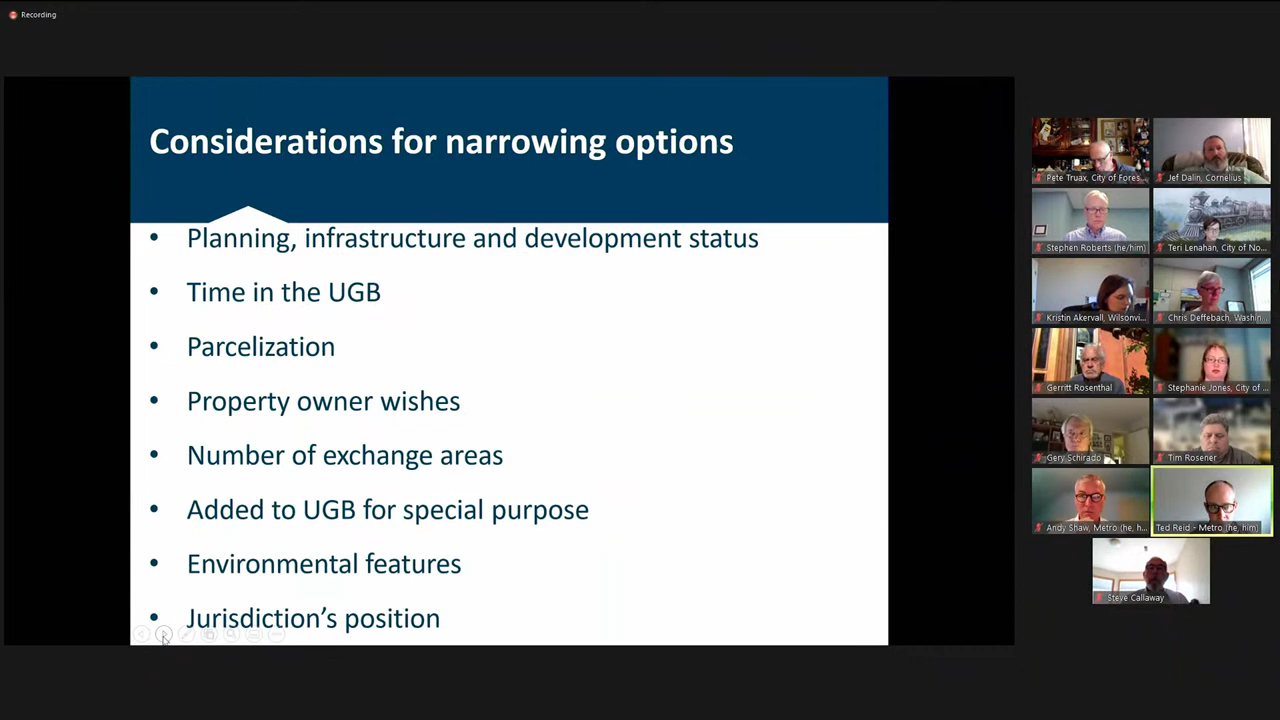 Recording
Considerations for narrowing options
• Planning, infrastructure and development status
• Time in the UGB
• Parcelization
• Property owner wishes
• Number of exchange areas
• Added to UGB for special purpose
• Environmental features
• Jurisdiction's position
Pete Truax, City of Fores...
Jef Dalin, Cornelius
Stephen Roberts (he/him)
Teri Lenahan, City of No...
Kristin Akervall, Wilsonvi...
Chris Deffebach, Washin...
Gerritt Rosenthal
Stephanie Jones, City of ...
Gery Schirado
Tim Rosener
Andy Shaw, Metro (he, h...
Ted Reid - Metro (he, him)
Steve Callaway